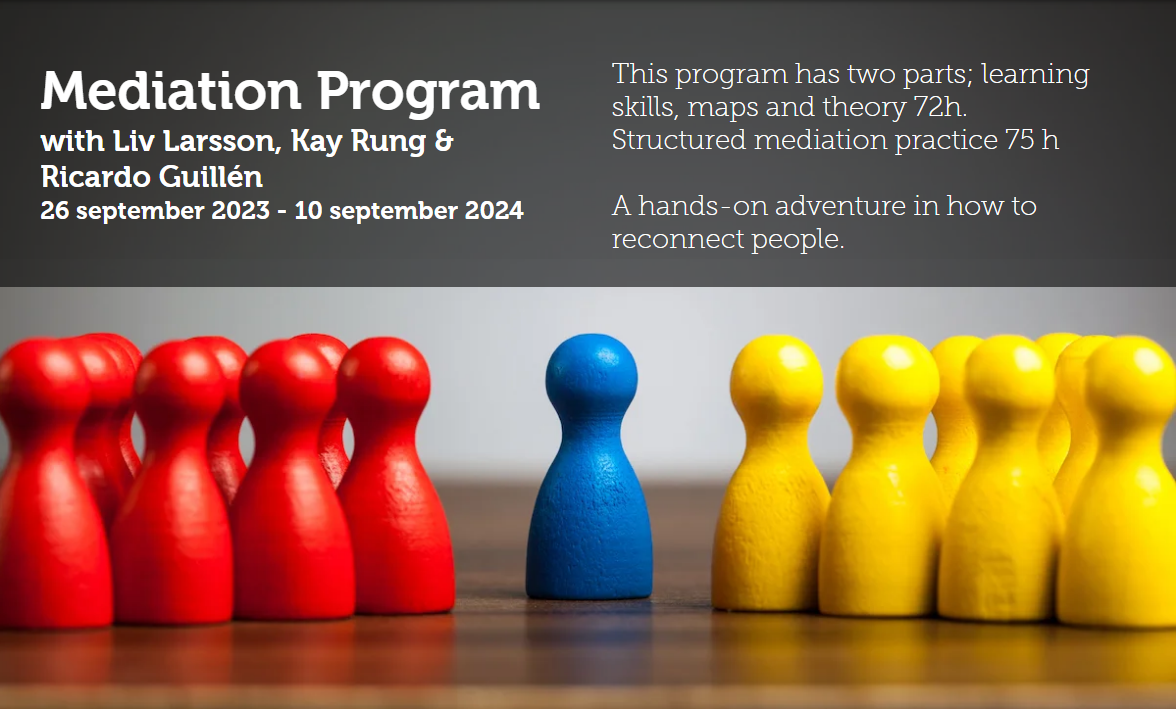 Mediation Program
with Liv Larsson, Kay Rung &
Ricardo Guillén
26 september 2023 - 10 september 2024
This program has two parts; learning
skills, maps and theory 72h.
Structured mediation practice 75 h
A hands-on adventure in how to
reconnect people.